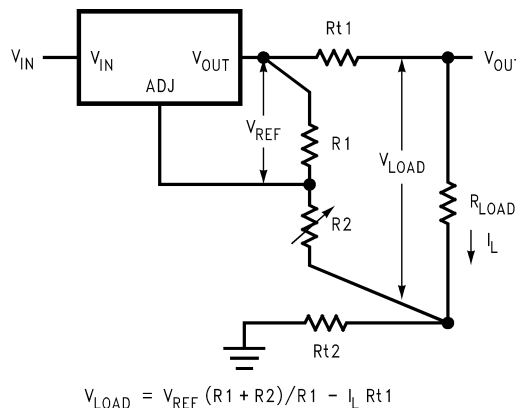 Rt1
V_IN
V_IN
V_OUT
V_OUT
ADJ
V_REF
R1
V_LOAD
R2
R_LOAD
I_L
Rt2
V_LOAD = V_REF (R1 + R2)/R1 - I_L Rt1